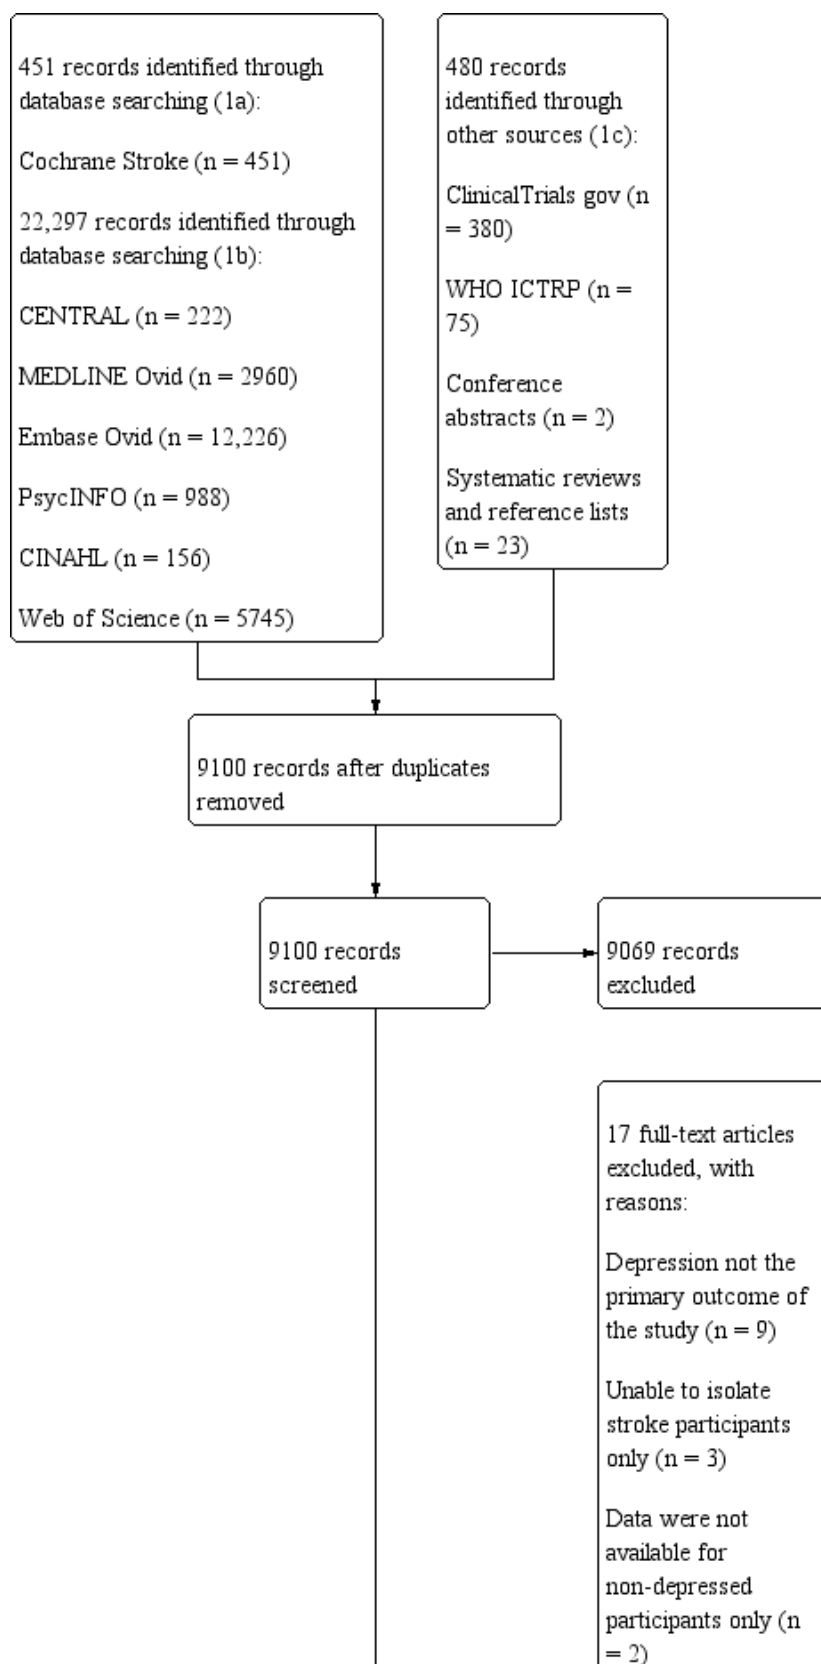 451 records identified through
database searching (1a):
Cochrane Stroke (n = 451)
22,297 records identified through
database searching (1b):
CENTRAL (n = 222)
MEDLINE Ovid (n = 2960)
Embase Ovid (n = 12,226)
PsycINFO (n = 988)
CINAHL (n = 156)
Web of Science (n = 5745)
480 records
identified through
other sources (1c):
ClinicalTrials gov (n
= 380)
WHO ICTRP (n =
75)
Conference
abstracts (n = 2)
Systematic reviews
and reference lists
(n = 23)
9100 records after duplicates
removed
9100 records
screened
9069 records
excluded
17 full-text articles
excluded, with
reasons:
Depression not the
primary outcome of
the study (n = 9)
Unable to isolate
stroke participants
only (n = 3)
Data were not
available for
non-depressed
participants only (n
= 2)